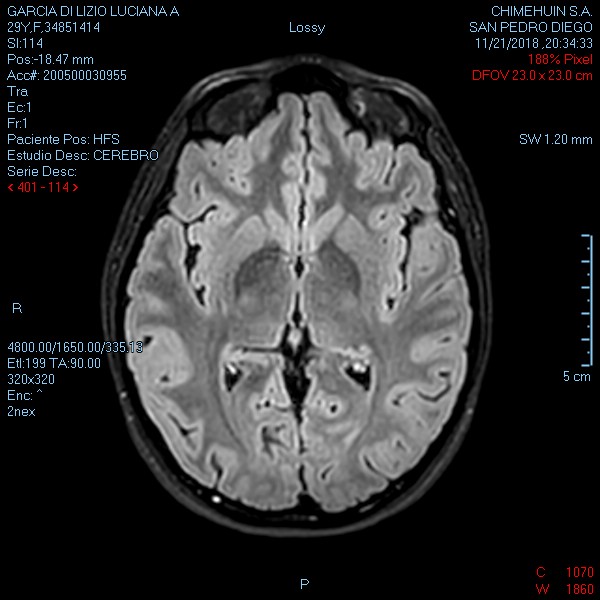 GARCIA DI LIZIO LUCIANA A
29Y,F,34851414
Sl:114
Pos:-18.47 mm
Acc#: 200500030955
Tra
Ec:1
Fr:1
Paciente Pos: HFS
Estudio Desc: CEREBRO
Serie Desc:
< 401 - 114 >
Lossy
CHIMEHUIN S.A.
SAN PEDRO DIEGO
11/21/2018 ,20:34:33
188% Pixel
DFOV 23.0 x 23.0 cm
SW 1.20 mm
R
4800.00/1650.00/335.13
Etl:199 TA:90.00
320x320
Enc: ^
2nex
5 cm
P
C 1070
W 1860